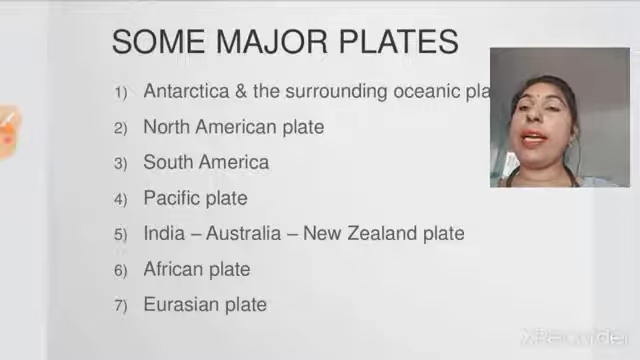 SOME MAJOR PLATES
1) Antarctica & the surrounding oceanic pla
2) North American plate
3) South America
4) Pacific plate
5) India – Australia – New Zealand plate
6) African plate
7) Eurasian plate
XRecorder